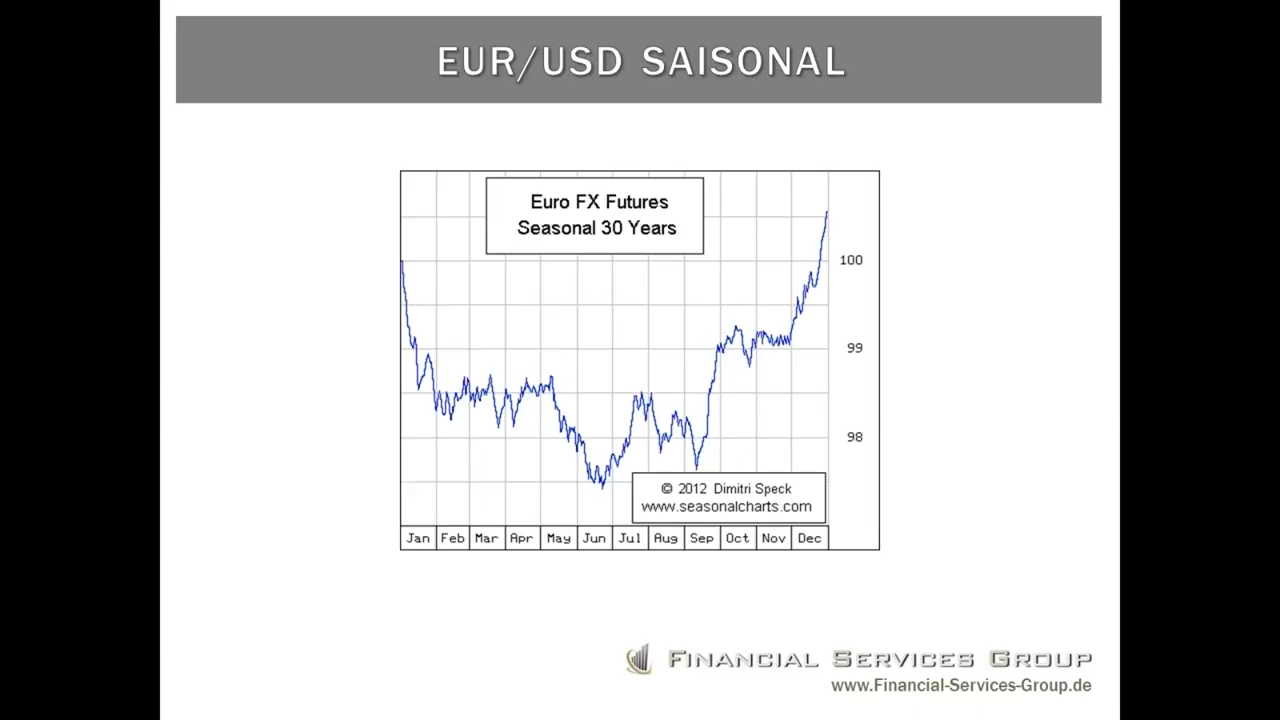 EUR/USD SAISONAL
Euro FX Futures
Seasonal 30 Years
100
99
98
© 2012 Dimitri Speck
www.seasonalcharts.com
Jan Feb Mar Apr May Jun Jul Aug Sep Oct Nov Dec
FINANCIAL SERVICES GROUP
www.Financial-Services-Group.de